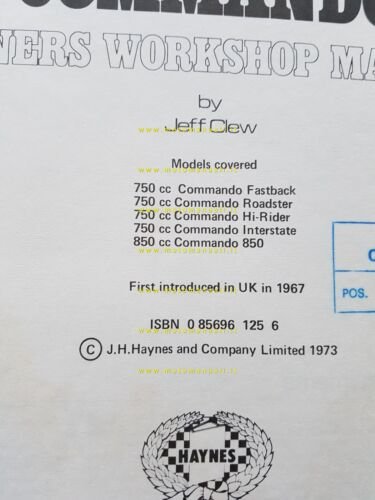 COMMANDO
NERS WORKSHOP MA
by
Jeff Clew
Models covered
750 cc Commando Fastback
750 cc Commando Roadster
750 cc Commando Hi-Rider
750 cc Commando Interstate
850 cc Commando 850
POS.
First introduced in UK in 1967
ISBN 0 85696 125 6
© J.H.Haynes and Company Limited 1973
HAYNES